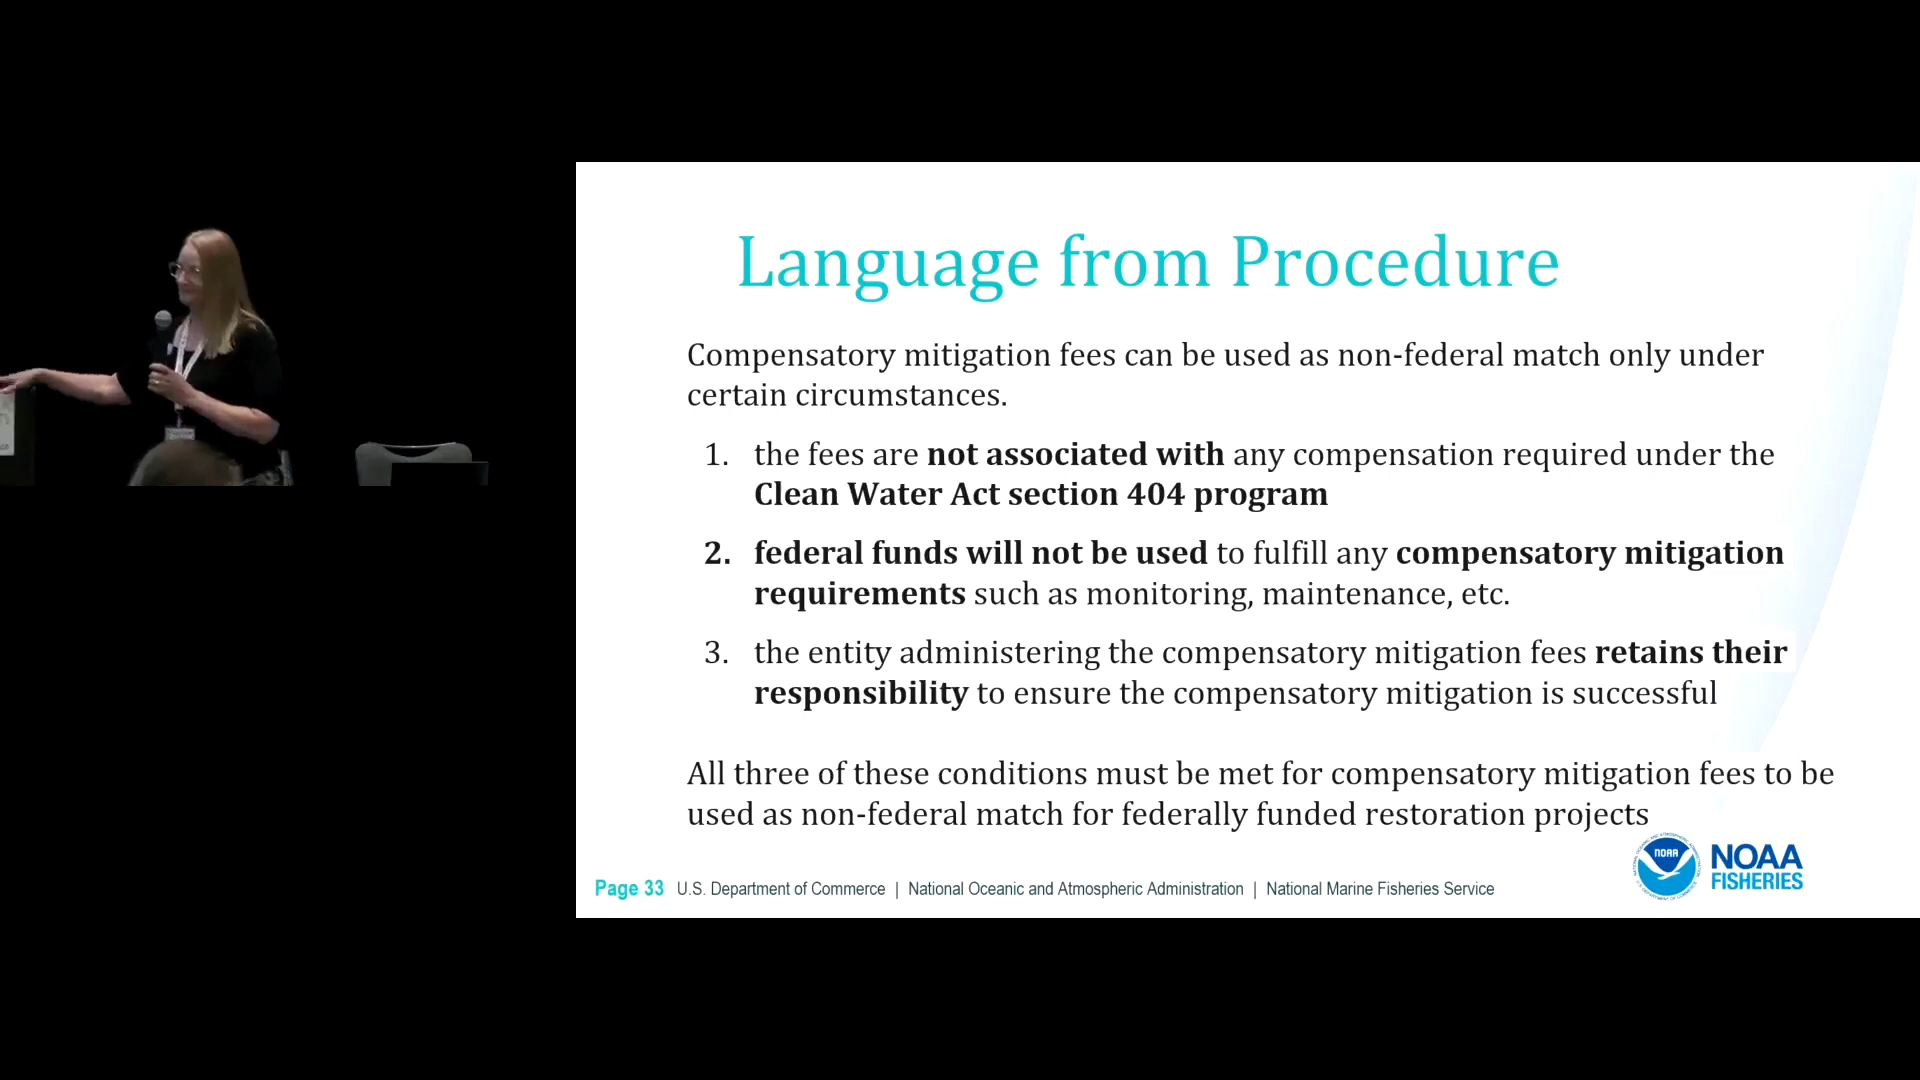 Language from Procedure
Compensatory mitigation fees can be used as non-federal match only under
certain circumstances.
1. the fees are not associated with any compensation required under the
Clean Water Act section 404 program
2. federal funds will not be used to fulfill any compensatory mitigation
requirements such as monitoring, maintenance, etc.
3. the entity administering the compensatory mitigation fees retains their
responsibility to ensure the compensatory mitigation is successful
All three of these conditions must be met for compensatory mitigation fees to be
used as non-federal match for federally funded restoration projects
NOAA
NOAA
FISHERIES
Page 33 U.S. Department of Commerce | National Oceanic and Atmospheric Administration | National Marine Fisheries Service